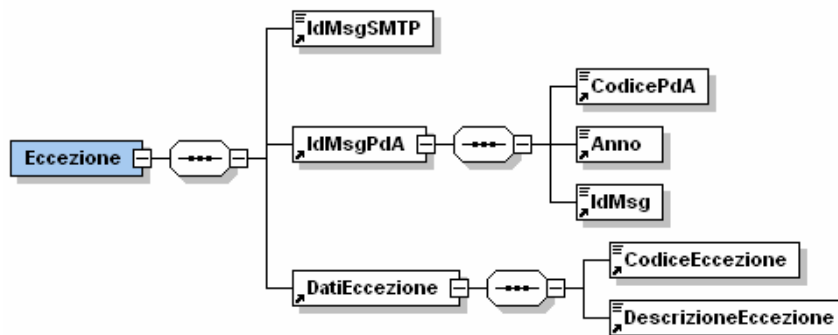 IdMsgSMTP
CodicePdA
Eccezione
IdMsgPdA
Anno
IdMsg
DatiEccezione
CodiceEccezione
DescrizioneEccezione